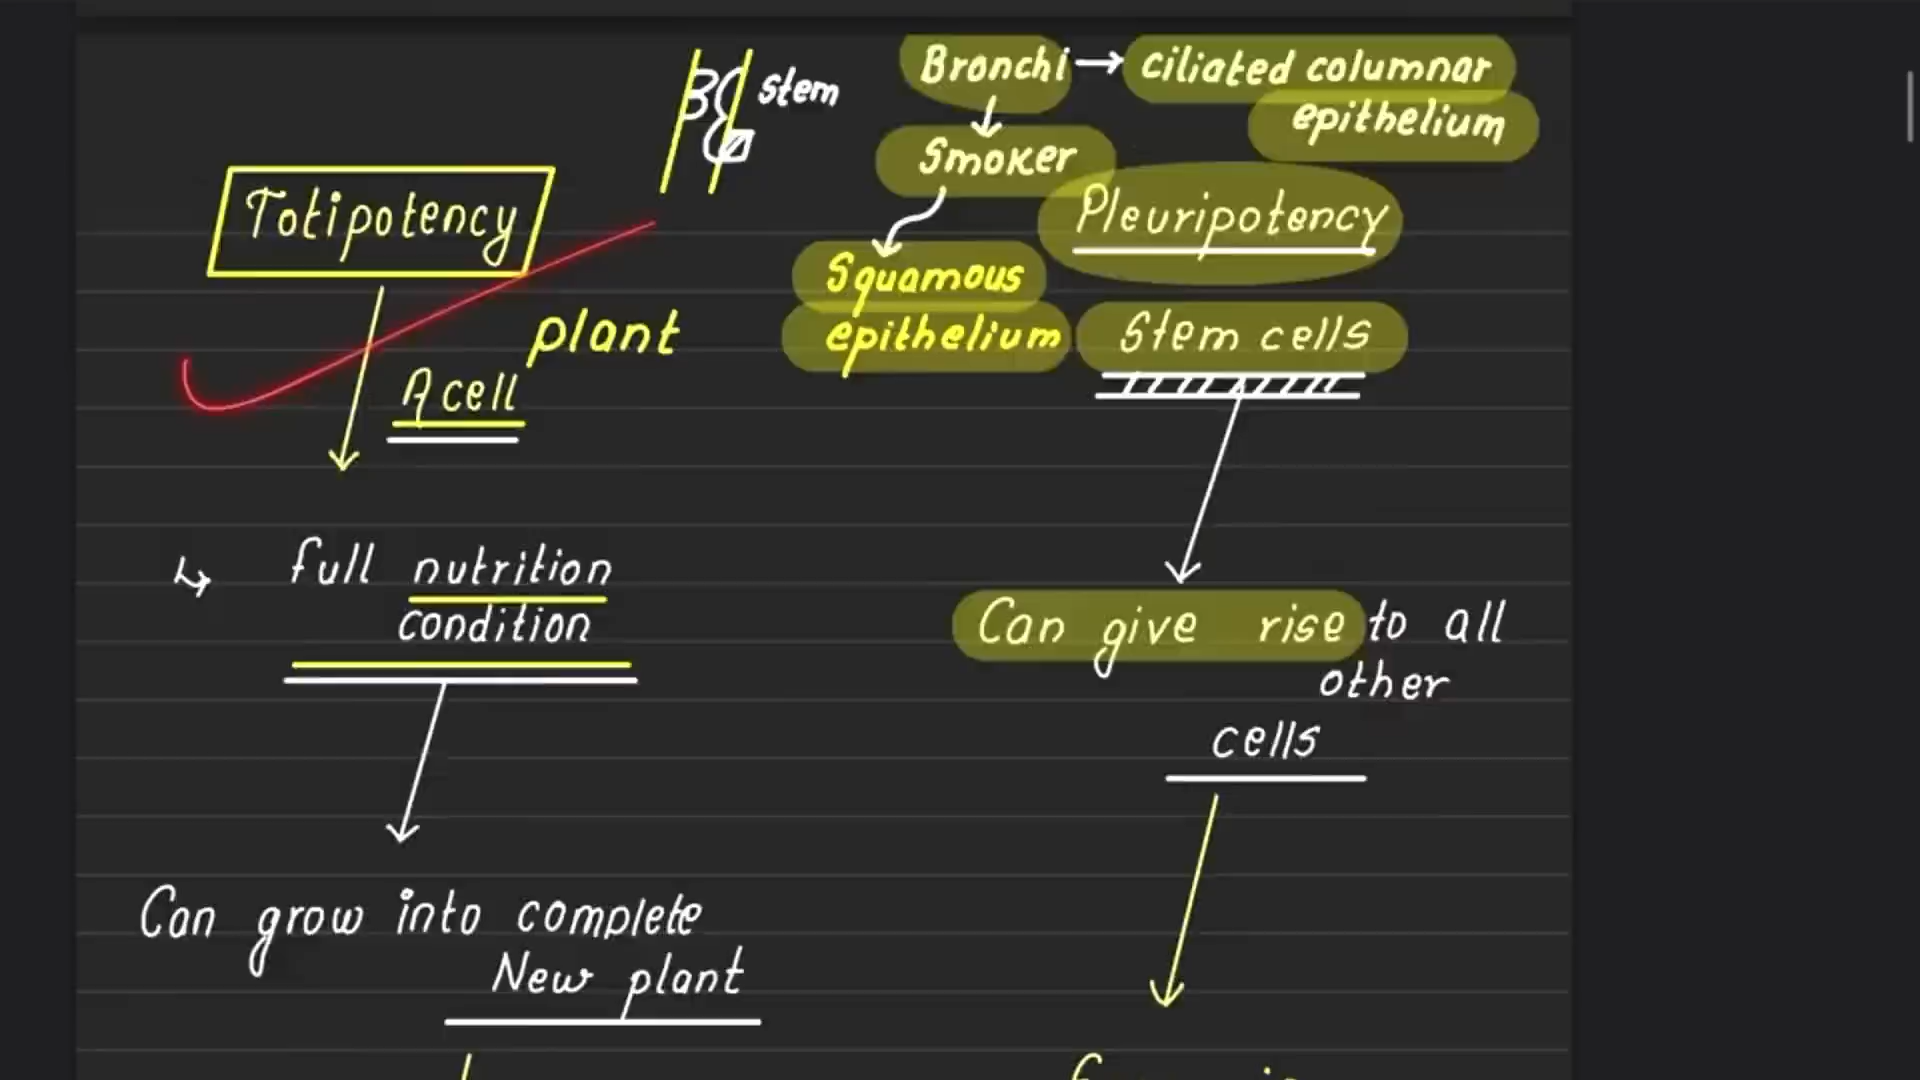 stem
Bronchi → ciliated columnar
epithelium
Smoker
Totipotency
Pleuripotency
Squamous
epithelium
plant
Stem cells
A cell
full nutrition
condition
Can give rise to all
other
cells
Can grow into complete
New plant